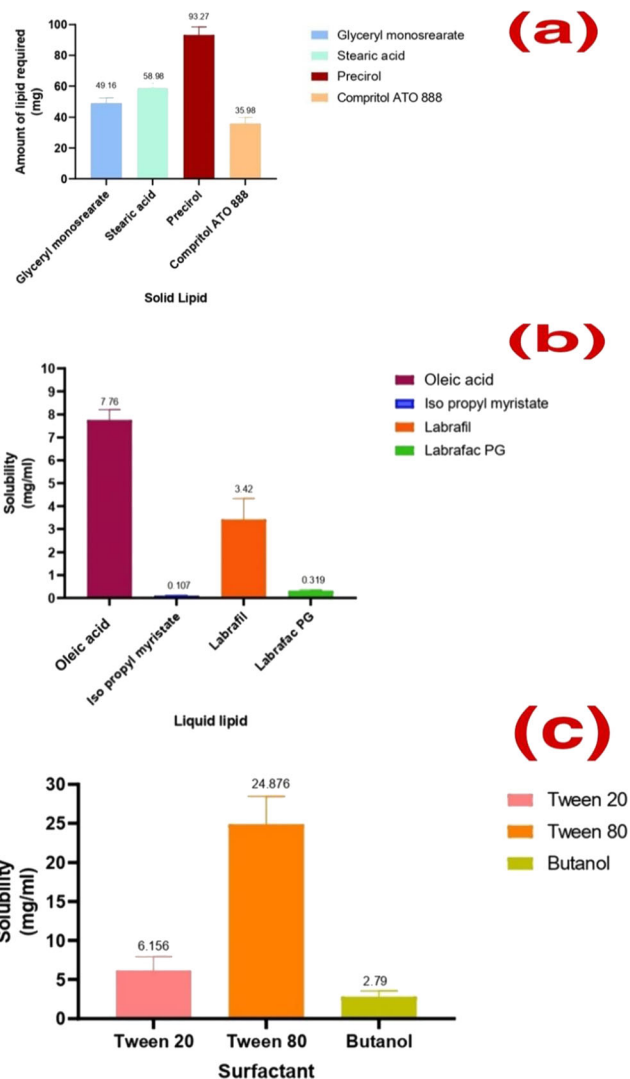 (a)
Amount of lipid required
(mg)
100
80
60
40
20
0
49 16
58 98
93 27
35 98
Glyceryl monosrearate
Stearic acid
Precirol
Compritol ATO 888
Solid Lipid
Glyceryl monosrearate
Stearic acid
Precirol
Compritol ATO 888
(b)
Solubility
(mg/ml)
10
9
8
7
6
5
4
3
2
1
0
7 76
0 107
3 42
0 319
Oleic acid
Iso propyl myristate
Labrafil
Labrafac PG
Liquid lipid
Oleic acid
Iso propyl myristate
Labrafil
Labrafac PG
(c)
Solubility
(mg/ml)
30
25
20
15
10
5
0
6.156
24.876
2.79
Tween 20
Tween 80
Butanol
Surfactant
Tween 20
Tween 80
Butanol